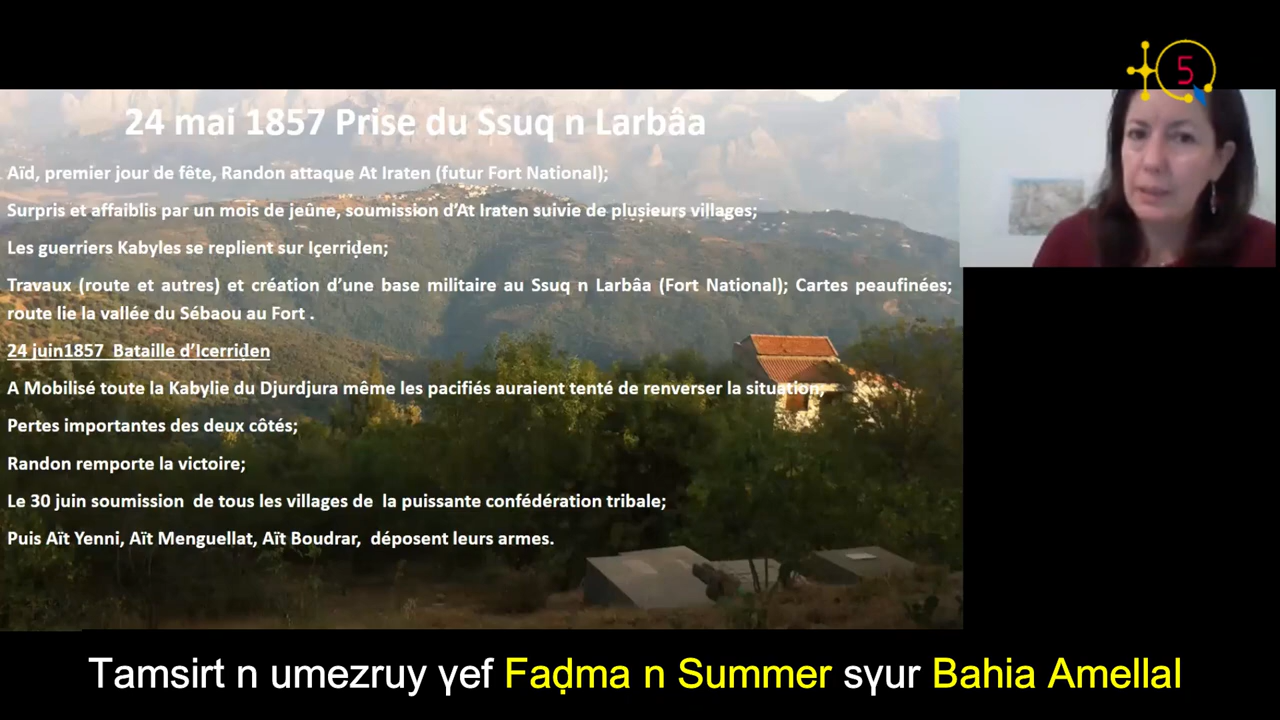 5
24 mai 1857 Prise du Ssuq n Larbâa
Aïd, premier jour de fête, Randon attaque At Iraten (futur Fort National);
Surpris et affaiblis par un mois de jeûne, soumission d’At Iraten suivie de plusieurs villages;
Les guerriers Kabyles se replient sur Içerriḍen;
Travaux (route et autres) et création d’une base militaire au Ssuq n Larbâa (Fort National); Cartes peaufinées;
route lie la vallée du Sébaou au Fort .
24 juin1857 Bataille d’Icerriḍen
A Mobilisé toute la Kabylie du Djurdjura même les pacifiés auraient tenté de renverser la situation;
Pertes importantes des deux côtés;
Randon remporte la victoire;
Le 30 juin soumission de tous les villages de la puissante confédération tribale;
Puis Aït Yenni, Aït Menguellat, Aït Boudrar, déposent leurs armes.
Tamsirt n umezruy γef Faḍma n Summer sγur Bahia Amellal